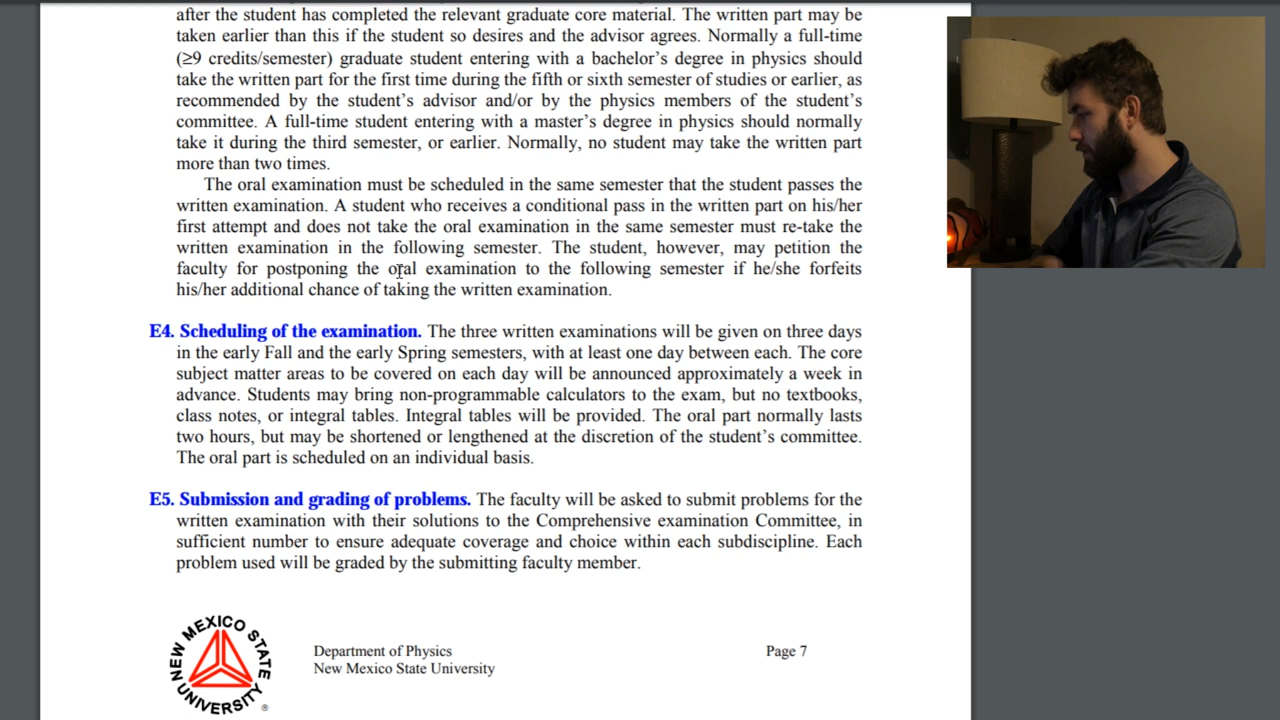 after the student has completed the relevant graduate core material. The written part may be
taken earlier than this if the student so desires and the advisor agrees. Normally a full-time
(≥9 credits/semester) graduate student entering with a bachelor’s degree in physics should
take the written part for the first time during the fifth or sixth semester of studies or earlier, as
recommended by the student’s advisor and/or by the physics members of the student’s
committee. A full-time student entering with a master’s degree in physics should normally
take it during the third semester, or earlier. Normally, no student may take the written part
more than two times.
The oral examination must be scheduled in the same semester that the student passes the
written examination. A student who receives a conditional pass in the written part on his/her
first attempt and does not take the oral examination in the same semester must re-take the
written examination in the following semester. The student, however, may petition the
faculty for postponing the oral examination to the following semester if he/she forfeits
his/her additional chance of taking the written examination.
E4. Scheduling of the examination. The three written examinations will be given on three days
in the early Fall and the early Spring semesters, with at least one day between each. The core
subject matter areas to be covered on each day will be announced approximately a week in
advance. Students may bring non-programmable calculators to the exam, but no textbooks,
class notes, or integral tables. Integral tables will be provided. The oral part normally lasts
two hours, but may be shortened or lengthened at the discretion of the student’s committee.
The oral part is scheduled on an individual basis.
E5. Submission and grading of problems. The faculty will be asked to submit problems for the
written examination with their solutions to the Comprehensive examination Committee, in
sufficient number to ensure adequate coverage and choice within each subdiscipline. Each
problem used will be graded by the submitting faculty member.
NEW MEXICO STATE
UNIVERSITY
®
Department of Physics
New Mexico State University
Page 7